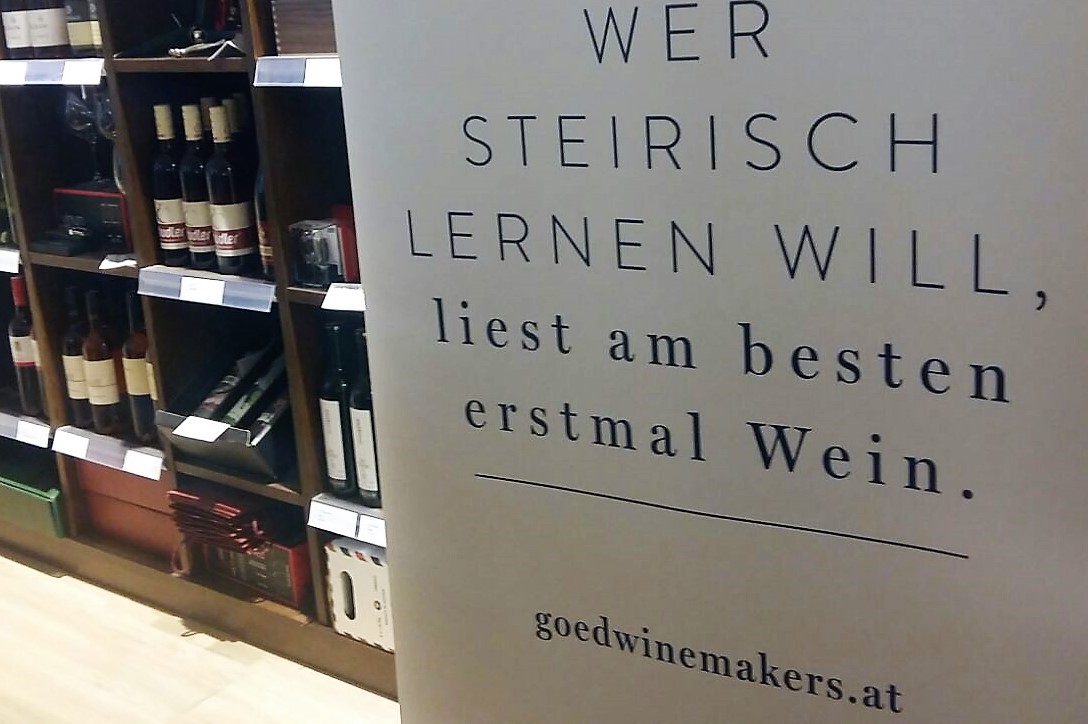 WER
STEIRISCH
LERNEN WILL,
liest am besten
erstmal Wein.
goedwinemakers.at